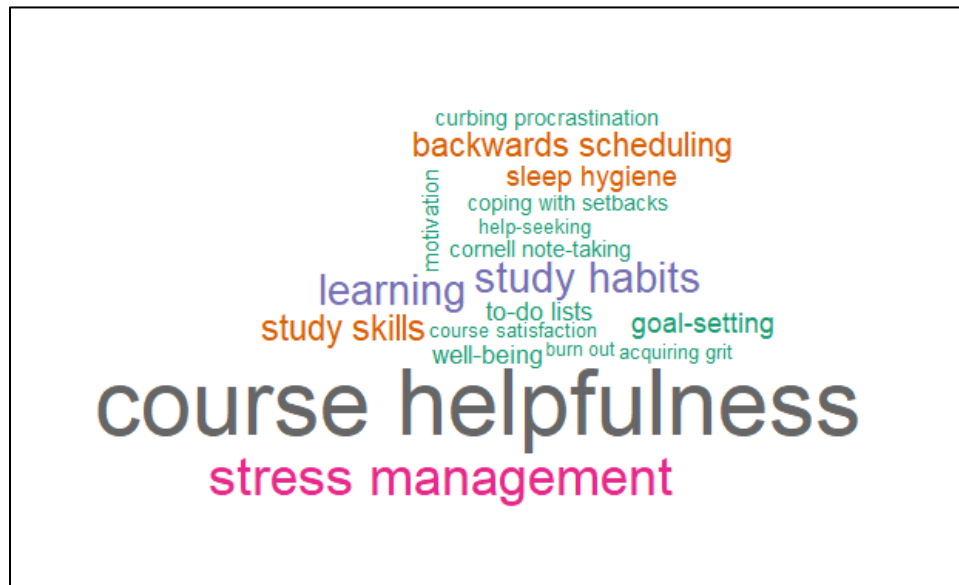 curbing procrastination
backwards scheduling
sleep hygiene
motivation
coping with setbacks
help-seeking
cornell note-taking
study habits
learning
to-do lists
goal-setting
study skills
course satisfaction
well-being
burn out
acquiring grit
course helpfulness
stress management